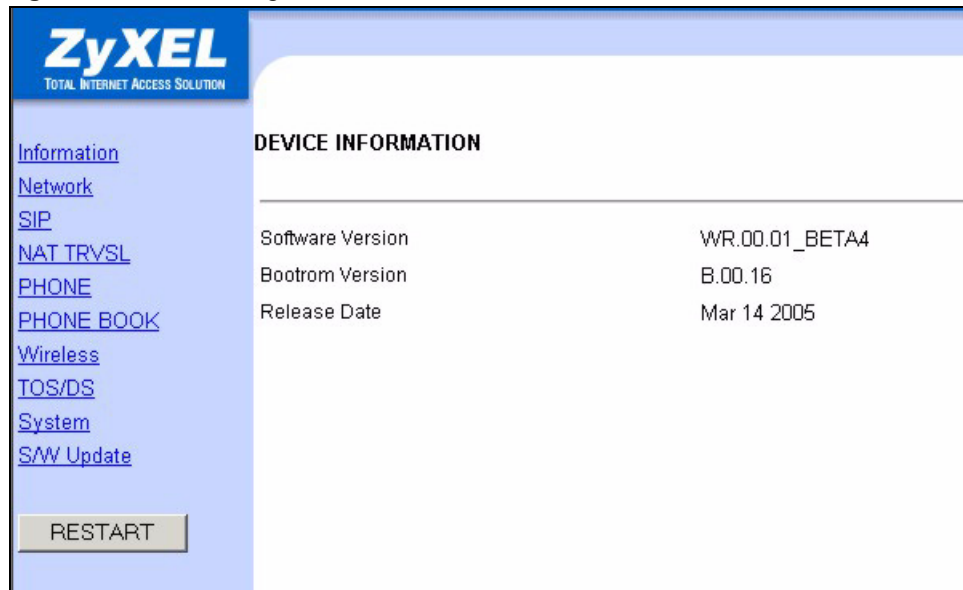 ZyXEL
TOTAL INTERNET ACCESS SOLUTION
Information
Network
SIP
NAT TRVSL
PHONE
PHONE BOOK
Wireless
TOS/DS
System
S/W Update
RESTART
DEVICE INFORMATION
Software Version WR.00.01_BETA4
Bootrom Version B.00.16
Release Date Mar 14 2005